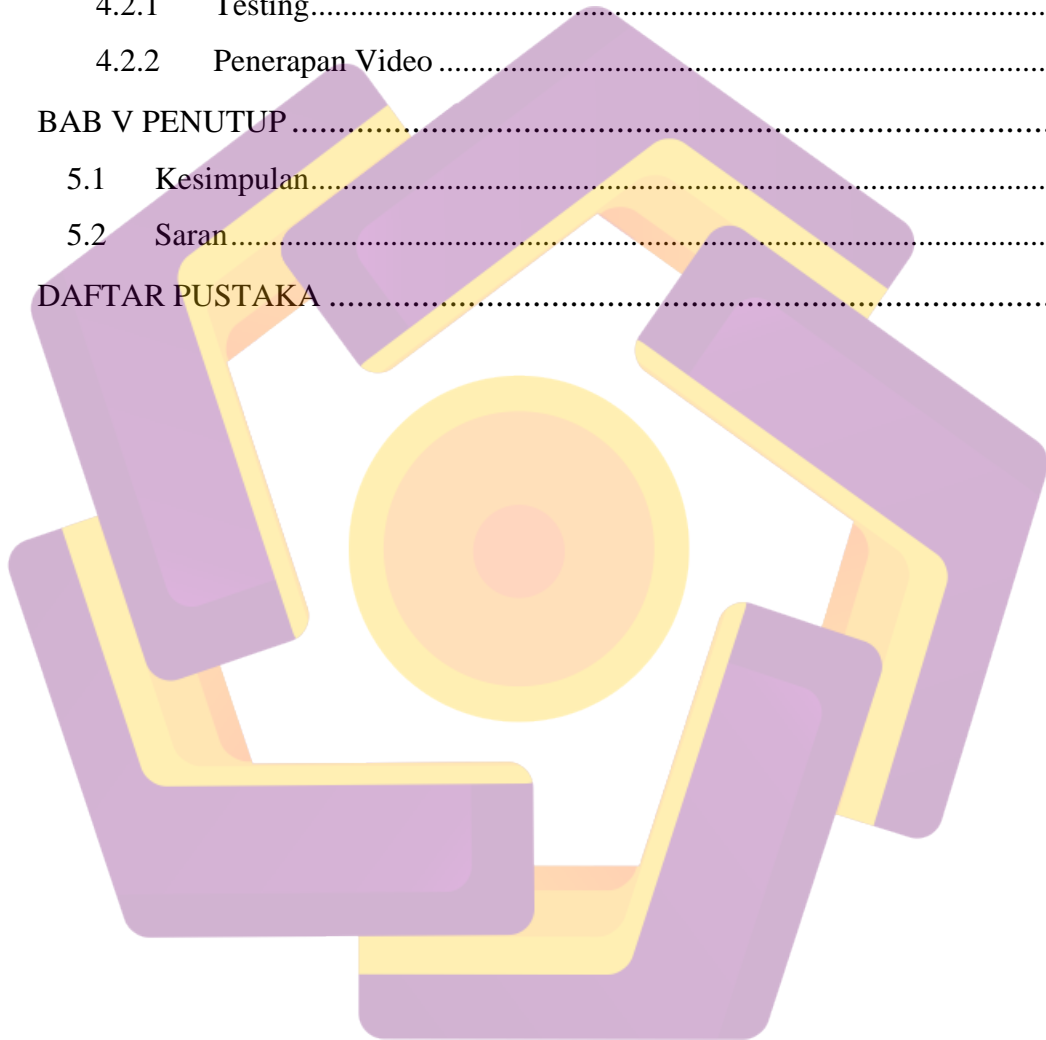 4.2.1 Testing..........................................................................................
4.2.2 Penerapan Video ..........................................................................
BAB V PENUTUP ..................................................................................
5.1 Kesimpulan......................................................................................
5.2 Saran................................................................................................
DAFTAR PUSTAKA ..............................................................................